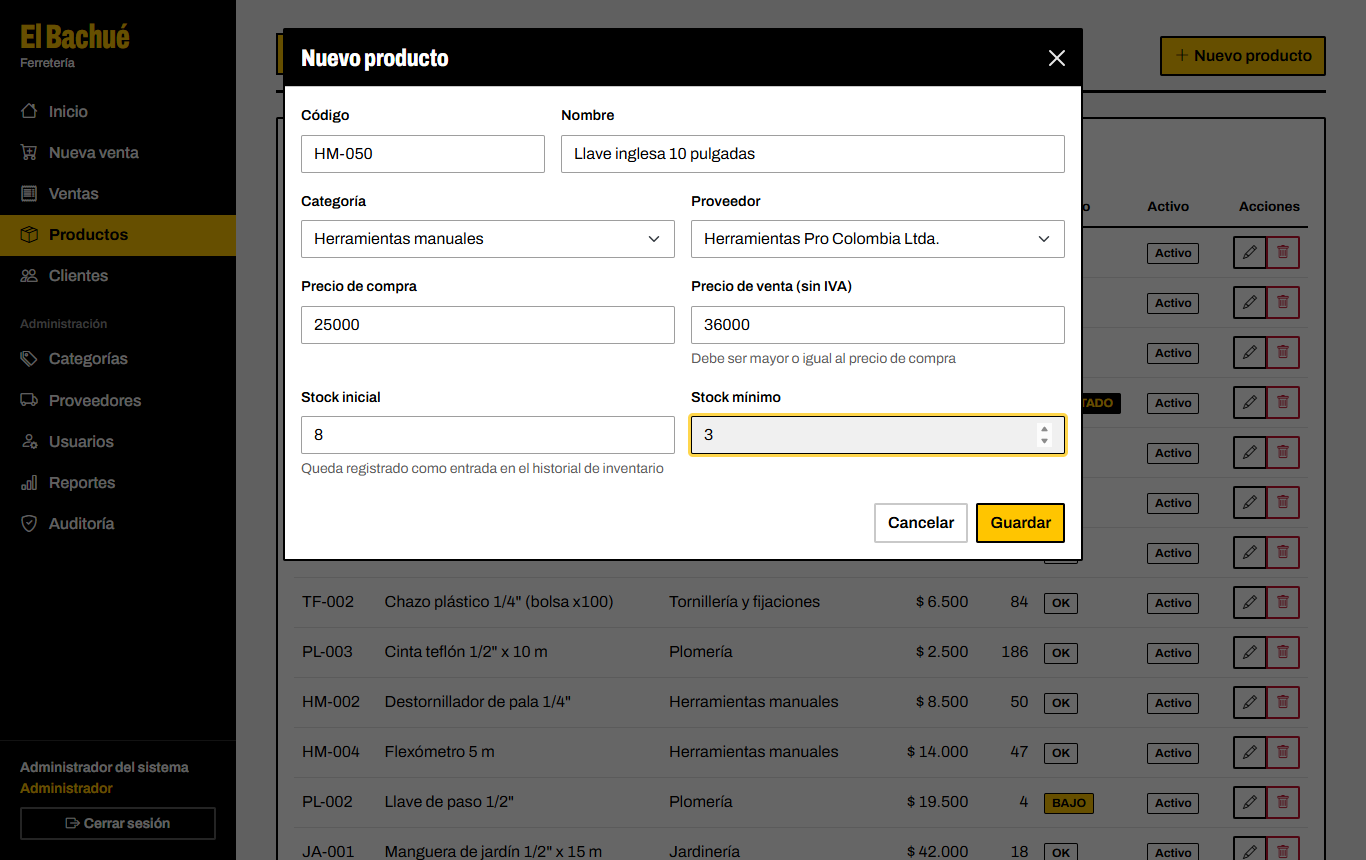 El Bachué
Ferretería
Inicio
Nueva venta
Ventas
Productos
Clientes
Administración
Categorías
Proveedores
Usuarios
Reportes
Auditoría
Administrador del sistema
Administrador
Cerrar sesión
+ Nuevo producto
Nuevo producto
Código Nombre
HM-050 Llave inglesa 10 pulgadas
Categoría Proveedor
Herramientas manuales Herramientas Pro Colombia Ltda.
Precio de compra Precio de venta (sin IVA)
25000 36000
Debe ser mayor o igual al precio de compra
Stock inicial Stock mínimo
8 3
Queda registrado como entrada en el historial de inventario
Cancelar Guardar
Activo Acciones
Activo
Activo
Activo
Activo
Activo
Activo
Activo
TF-002 Chazo plástico 1/4" (bolsa x100) Tornillería y fijaciones $ 6.500 84 OK Activo
PL-003 Cinta teflón 1/2" x 10 m Plomería $ 2.500 186 OK Activo
HM-002 Destornillador de pala 1/4" Herramientas manuales $ 8.500 50 OK Activo
HM-004 Flexómetro 5 m Herramientas manuales $ 14.000 47 OK Activo
PL-002 Llave de paso 1/2" Plomería $ 19.500 4 BAJO Activo
JA-001 Manguera de jardín 1/2" x 15 m Jardinería $ 42.000 18 OK Activo